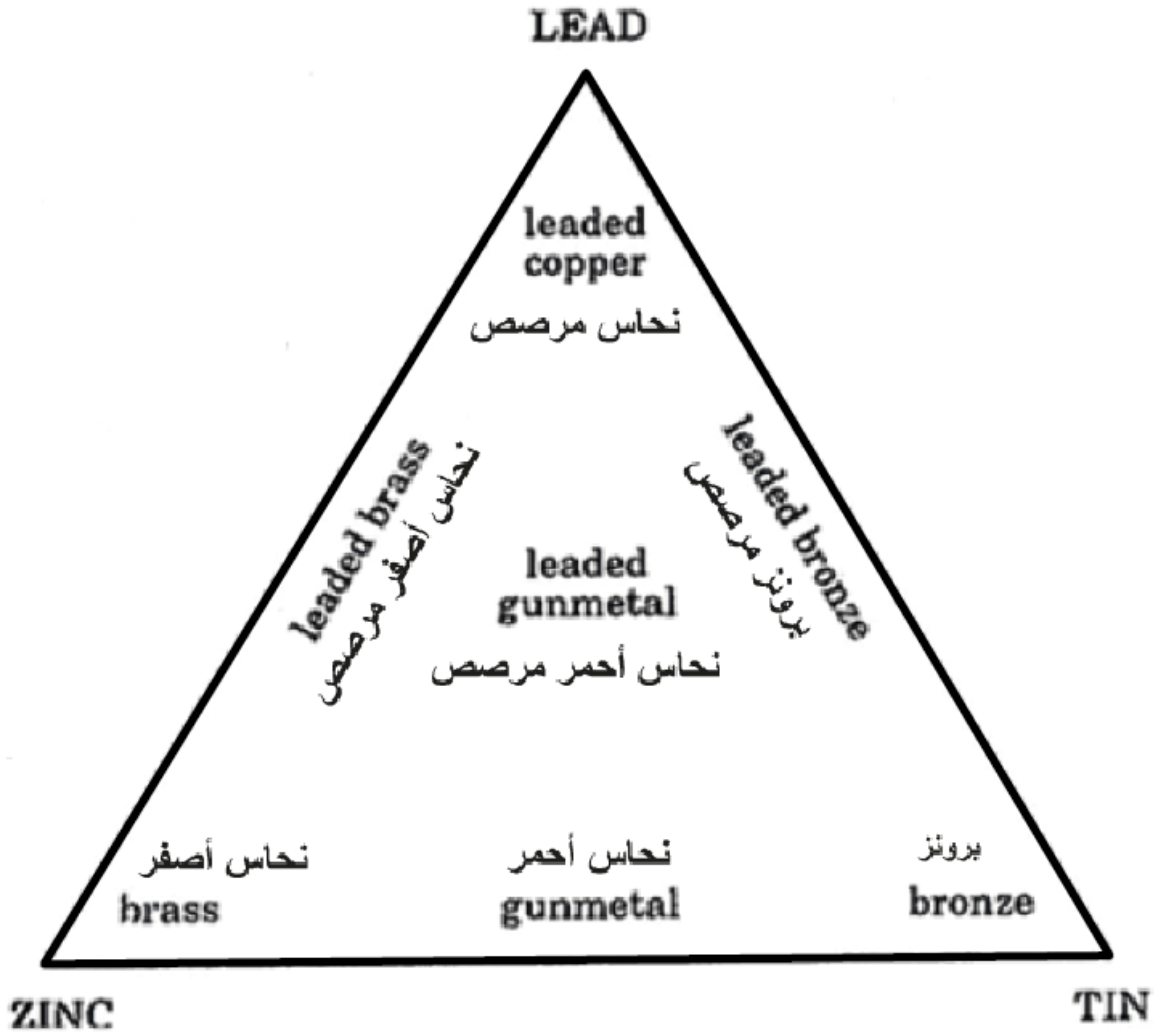 LEAD
leaded
copper
نحاس مرصص
leaded brass
نحاس أصفر مرصص
leaded bronze
برونز مرصص
leaded
gunmetal
نحاس أحمر مرصص
نحاس أصفر
brass
نحاس أحمر
gunmetal
برونز
bronze
ZINC
TIN